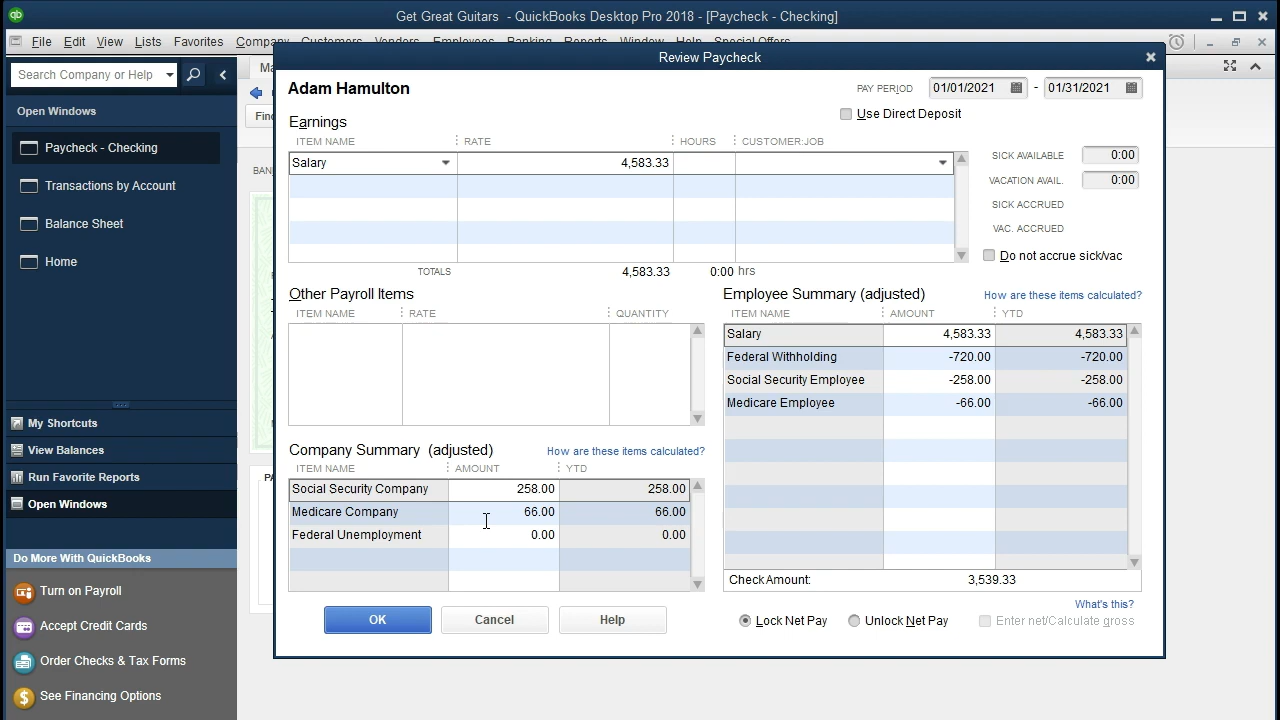 Get Great Guitars - QuickBooks Desktop Pro 2018 - [Paycheck - Checking]
File Edit View Lists Favorites Company Customers Vendors Employees Banking Reports Window Help Special Offers
Search Company or Help
Open Windows
Paycheck - Checking
Transactions by Account
Balance Sheet
Home
My Shortcuts
View Balances
Run Favorite Reports
Open Windows
Do More With QuickBooks
Turn on Payroll
Accept Credit Cards
Order Checks & Tax Forms
See Financing Options
Review Paycheck
Adam Hamulton
PAY PERIOD 01/01/2021 - 01/31/2021
Use Direct Deposit
Earnings
ITEM NAME RATE HOURS CUSTOMER:JOB
Salary 4,583.33
TOTALS 4,583.33 0:00 hrs
SICK AVAILABLE 0:00
VACATION AVAIL. 0:00
SICK ACCRUED
VAC. ACCRUED
Do not accrue sick/vac
Other Payroll Items
ITEM NAME RATE QUANTITY
Employee Summary (adjusted) How are these items calculated?
ITEM NAME AMOUNT YTD
Salary 4,583.33 4,583.33
Federal Withholding -720.00 -720.00
Social Security Employee -258.00 -258.00
Medicare Employee -66.00 -66.00
Check Amount: 3,539.33
What's this?
Company Summary (adjusted) How are these items calculated?
ITEM NAME AMOUNT YTD
Social Security Company 258.00 258.00
Medicare Company 66.00 66.00
Federal Unemployment 0.00 0.00
OK Cancel Help
Lock Net Pay Unlock Net Pay Enter net/Calculate gross